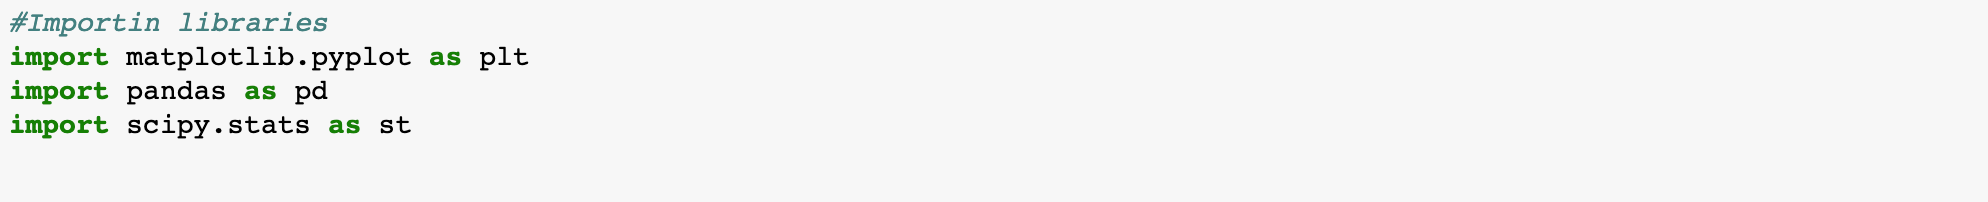 #Importin libraries
import matplotlib.pyplot as plt
import pandas as pd
import scipy.stats as st